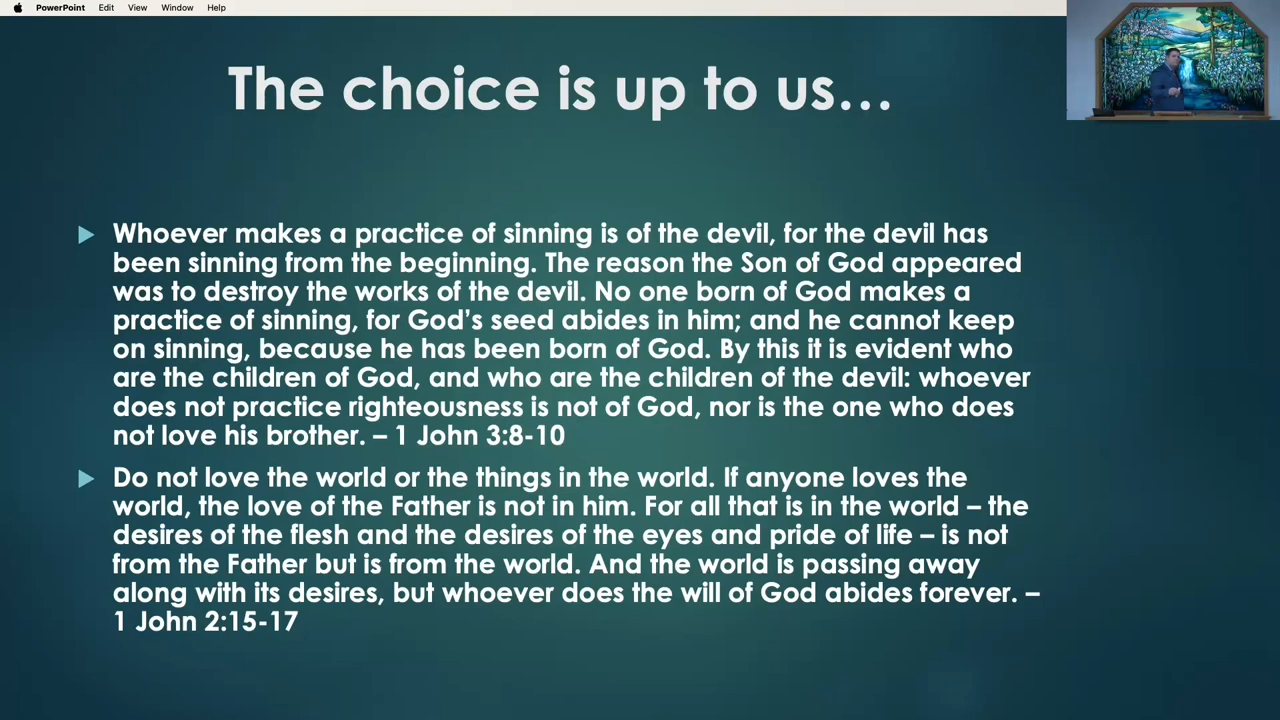 PowerPoint Edit View Window Help
The choice is up to us…
Whoever makes a practice of sinning is of the devil, for the devil has
been sinning from the beginning. The reason the Son of God appeared
was to destroy the works of the devil. No one born of God makes a
practice of sinning, for God’s seed abides in him; and he cannot keep
on sinning, because he has been born of God. By this it is evident who
are the children of God, and who are the children of the devil: whoever
does not practice righteousness is not of God, nor is the one who does
not love his brother. – 1 John 3:8-10
Do not love the world or the things in the world. If anyone loves the
world, the love of the Father is not in him. For all that is in the world – the
desires of the flesh and the desires of the eyes and pride of life – is not
from the Father but is from the world. And the world is passing away
along with its desires, but whoever does the will of God abides forever. –
1 John 2:15-17